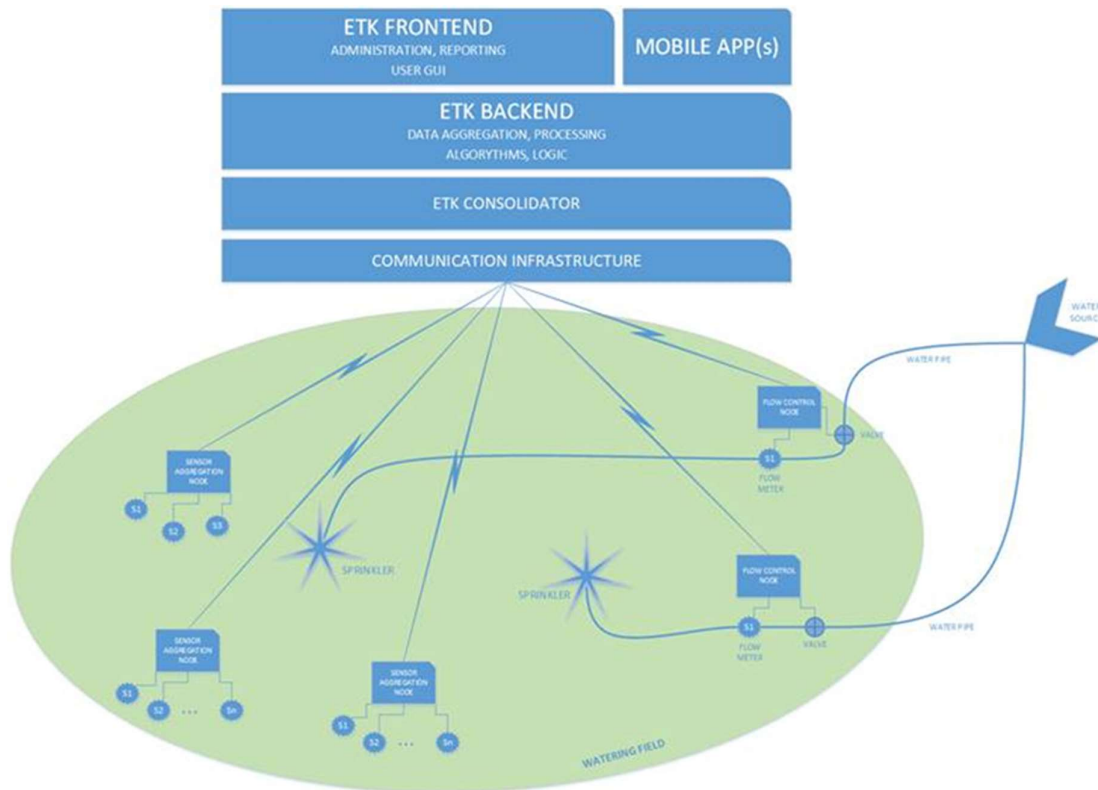 ETK FRONTEND
ADMINISTRATION, REPORTING
USER GUI
MOBILE APP(s)
ETK BACKEND
DATA AGGREGATION, PROCESSING
ALGORYTHMS, LOGIC
ETK CONSOLIDATOR
COMMUNICATION INFRASTRUCTURE
WATE
SOURC
WATER PIPE
FLOW CONTROL
NODE
VALVE
S1
FLOW
METER
SENSOR
AGGREGATION
NODE
S1
S2
S3
SPRINKLER
SPRINKLER
FLOW CONTROL
NODE
S1
FLOW
METER
VALVE
WATER PIPE
SENSOR
AGGREGATION
NODE
S1
S2
...
Sn
SENSOR
AGGREGATION
NODE
S1
S2
...
Sn
WATERING FIELD